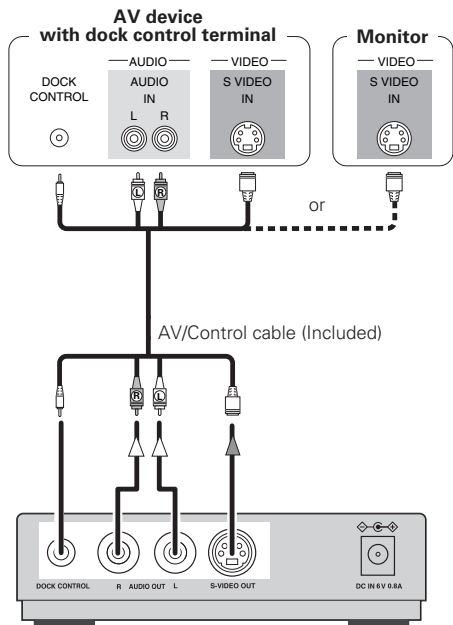 AV device
with dock control terminal
Monitor
AUDIO
VIDEO
VIDEO
DOCK
CONTROL
AUDIO
IN
L R
S VIDEO
IN
S VIDEO
IN
L R
or
AV/Control cable (Included)
R L
DOCK CONTROL
R AUDIO OUT L
S-VIDEO OUT
DC IN 6V 0.8A